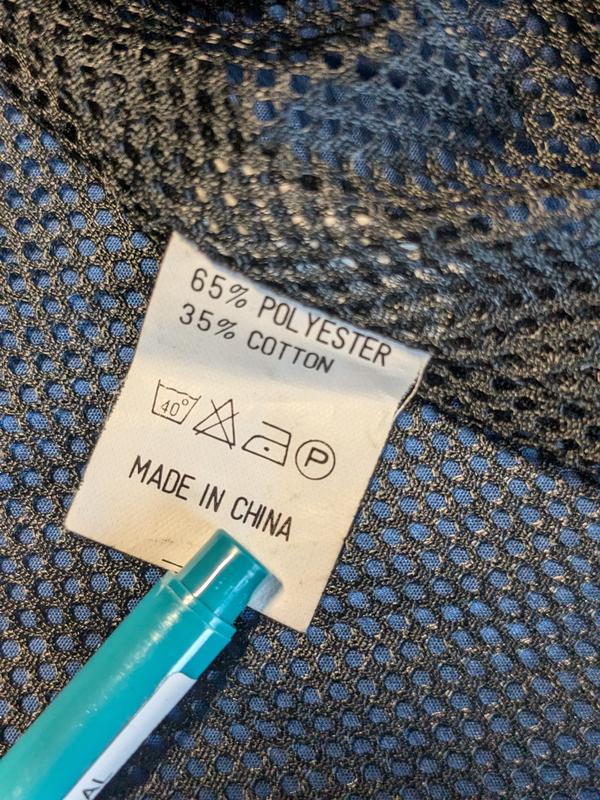 65% POLYESTER
35% COTTON
40°
P
MADE IN CHINA